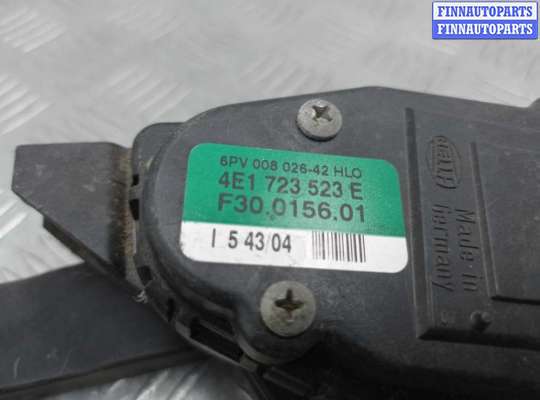 FINNAUTOPARTS
FINNAUTOPARTS
6PV 008 026-42 HLO
4E1 723 523 E
F30.0156.01
I 5 43/04
HELLA
Made in
Germany